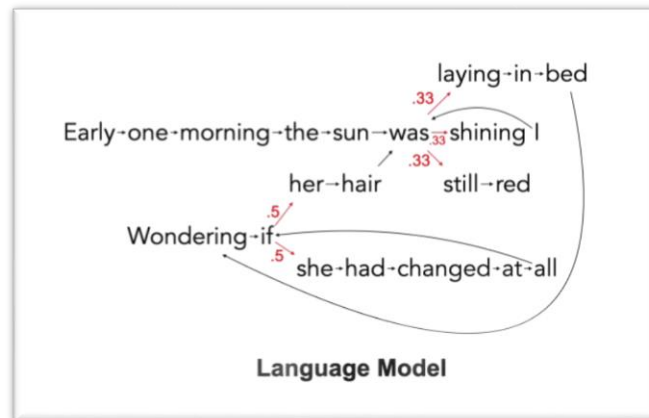 laying-in-bed
.33
Early-one-morning-the-sun→was→shining I
.33
.33
her→hair still→red
.5
Wondering-if
.5
she-had-changed-at-all
Language Model